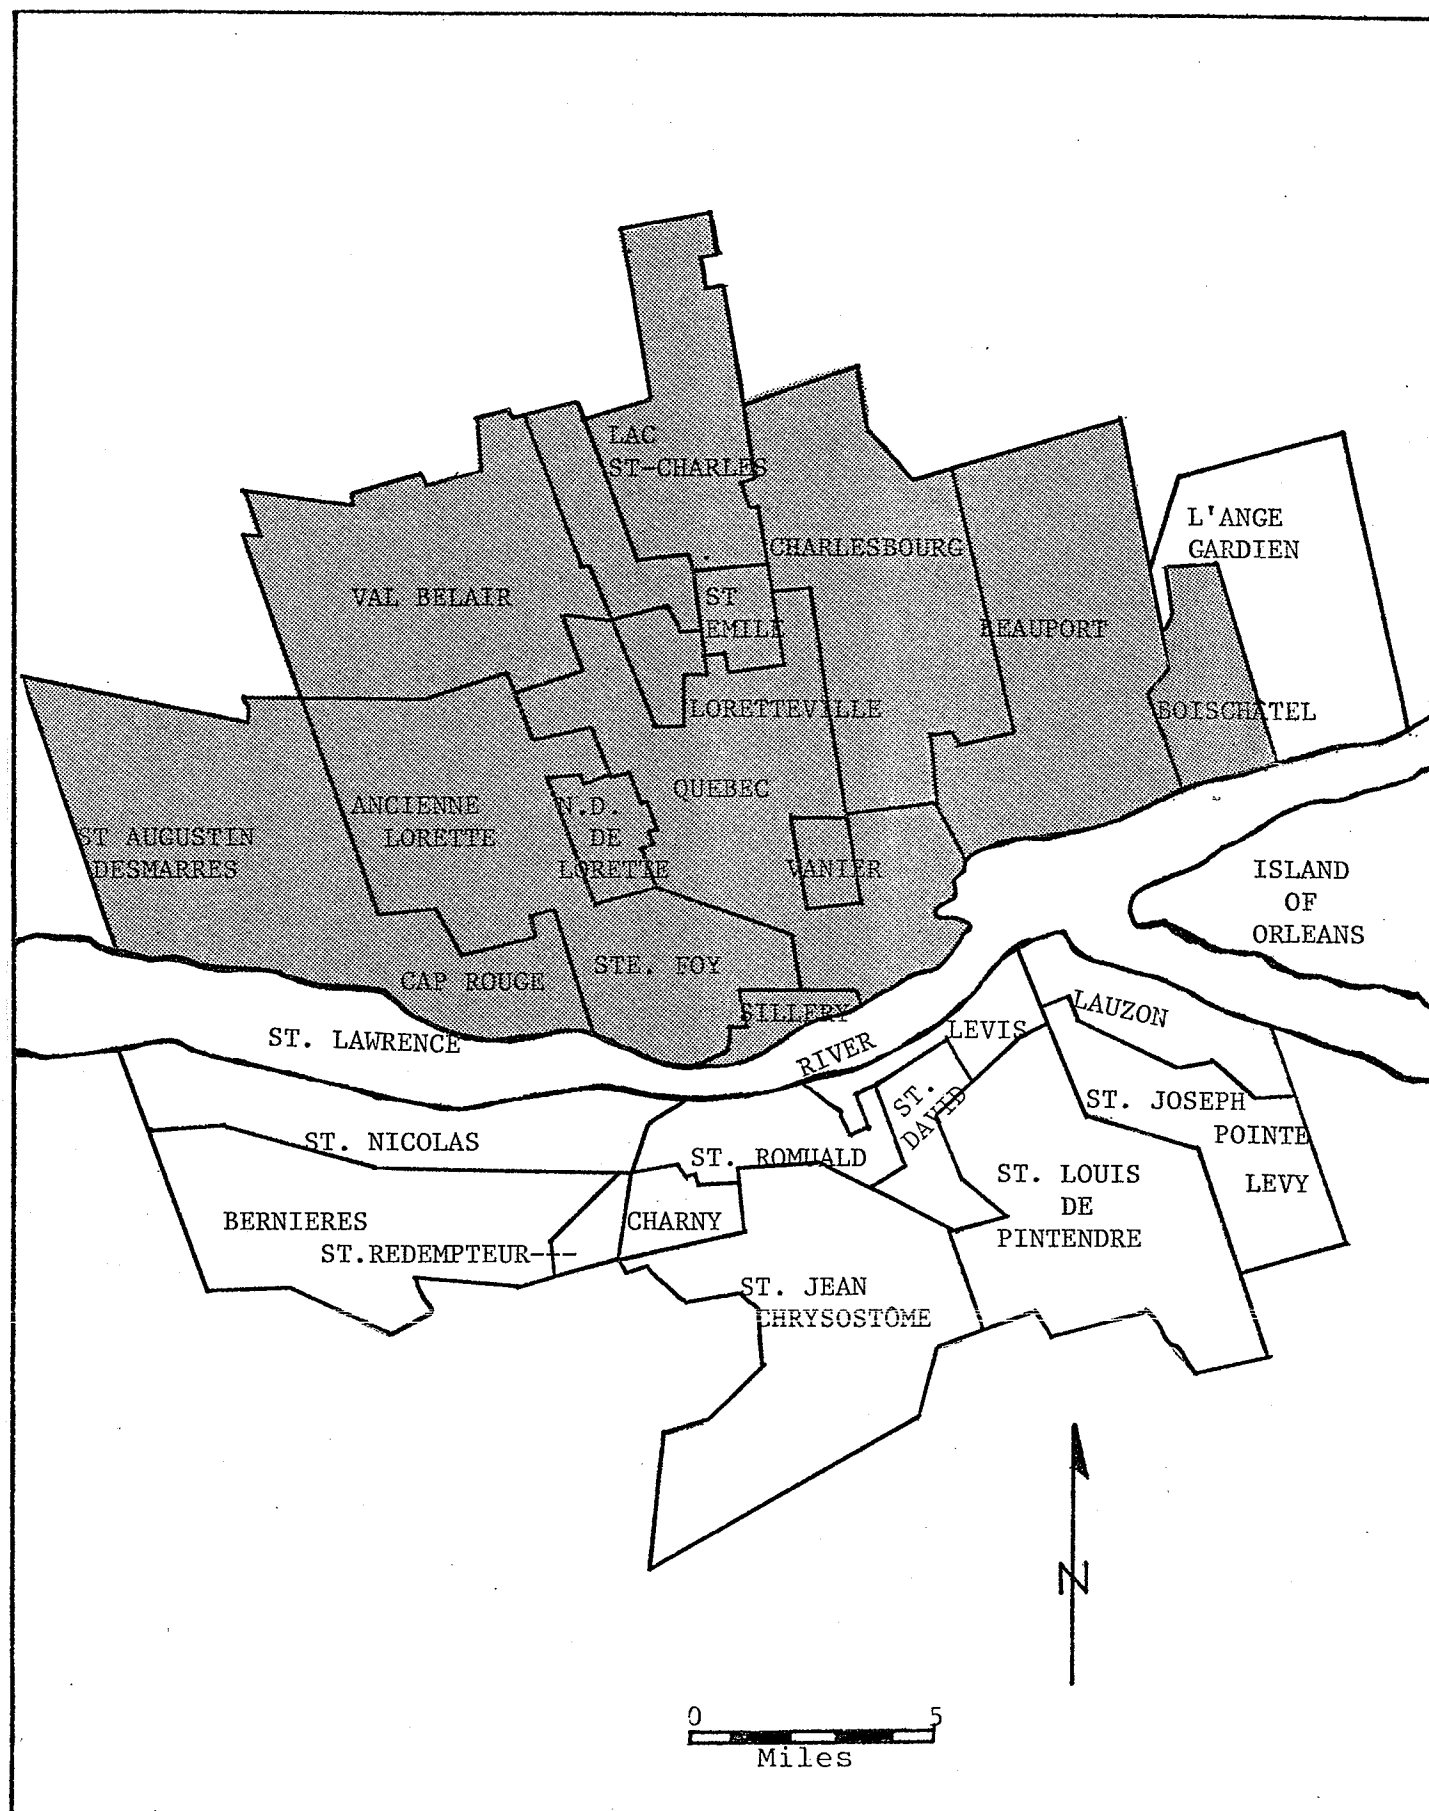 LAC
ST-CHARLES
L'ANGE
GARDIEN
CHARLESBOURG
VAL BELAIR
ST
EMILE
BEAUPORT
LORETTEVILLE
BOISCHATEL
QUEBEC
ANCIENNE
LORETTE
N.D.
DE
LORETTE
ST AUGUSTIN
DESMARRES
VANIER
ISLAND
OF
ORLEANS
STE. FOY
CAP ROUGE
SILLERY
LAUZON
LEVIS
ST. LAWRENCE
RIVER
ST.
DAVID
ST. JOSEPH
POINTE
LEVY
ST. NICOLAS
ST. ROMUALD
ST. LOUIS
DE
PINTENDRE
BERNIERES
CHARNY
ST.REDEMPTEUR---
ST. JEAN
CHRYSOSTÔME
N
0 5
Miles